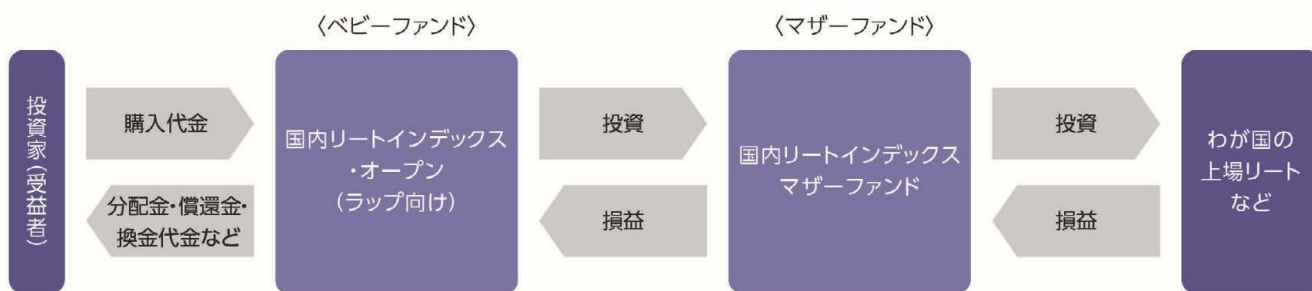 〈ベビーファンド〉
〈マザーファンド〉
投資家(受益者)
購入代金
分配金・償還金・
換金代金など
国内リートインデックス
・オープン
(ラップ向け)
投資
損益
国内リートインデックス
マザーファンド
投資
損益
わが国の
上場リート
など